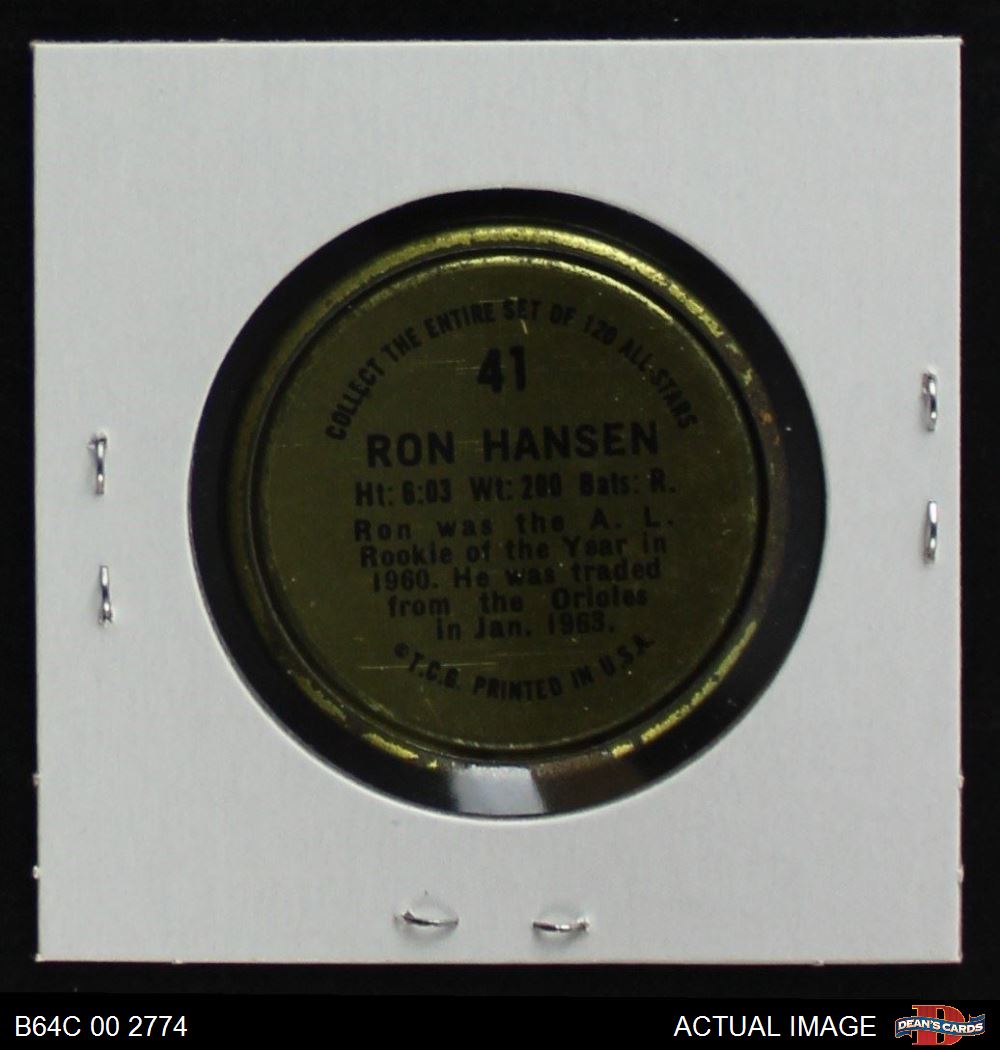 COLLECT THE ENTIRE SET OF 120 ALL-STARS
41
RON HANSEN
Ht: 6:03 Wt: 200 Bats: R.
Ron was the A. L.
Rookie of the Year in
1960. He was traded
from the Orioles
in Jan. 1963.
©T.C.G. PRINTED IN U.S.A.
B64C 00 2774
ACTUAL IMAGE
D
DEAN'S CARDS